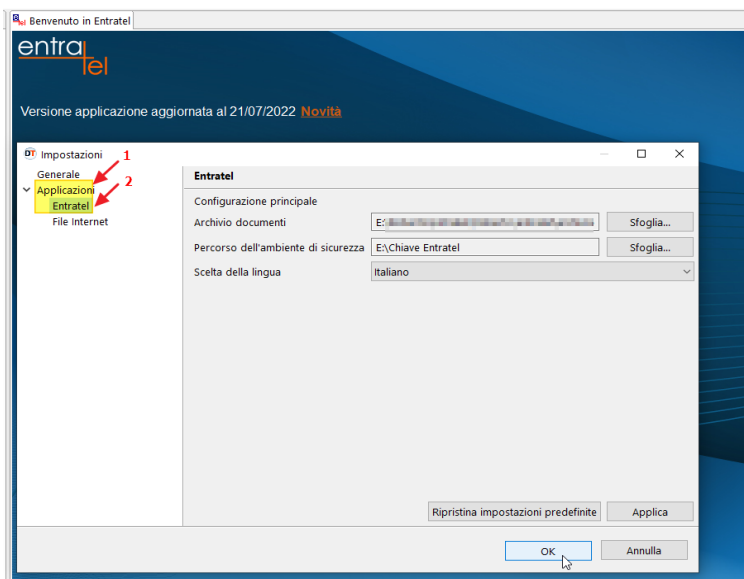 Benvenuto in Entratel
entratel
Versione applicazione aggiornata al 21/07/2022 Novità
Impostazioni
1
Generale
Applicazioni
2
Entratel
File Internet
Entratel
Configurazione principale
Archivio documenti E: Sfoglia...
Percorso dell'ambiente di sicurezza E:\Chiave Entratel Sfoglia...
Scelta della lingua Italiano
Ripristina impostazioni predefinite Applica
OK Annulla